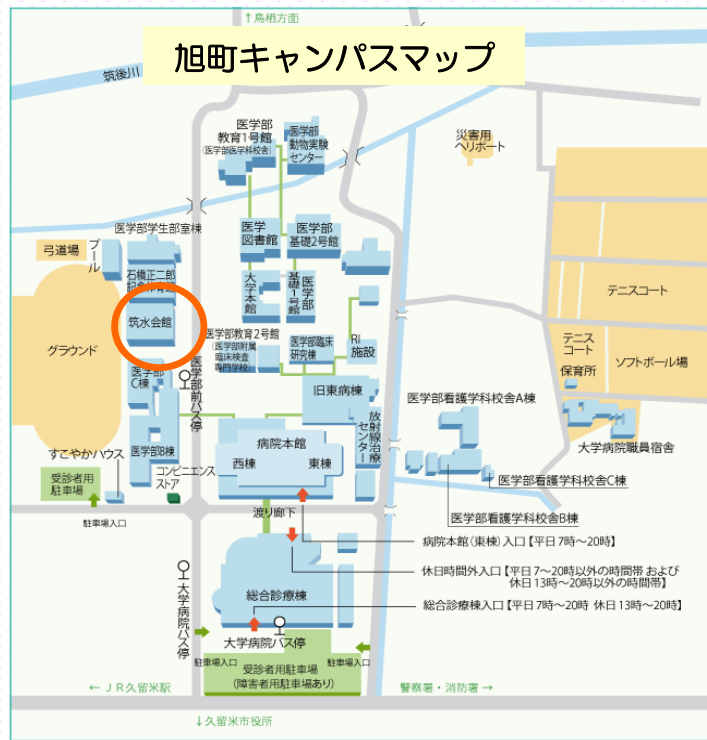 ↑鳥栖方面
旭町キャンパスマップ
筑後川
医学部
教育1号館
(医学部医学科校舎)
医学部
動物実験
センター
災害用
ヘリポート
医学部学生部室棟
弓道場
プール
医学
図書館
医学部
基礎2号館
石橋正二郎
記念体育館
大学本館
医学部
基礎1号館
テニスコート
筑水会館
グラウンド
医学部教育2号館
(医学部附属
臨床検査
専門学校)
医学部臨床
研究棟
RI
施設
テニス
コート
ソフトボール場
保育所
医学部
C棟
医学部前バス停
旧東病棟
放射線治療
センター
医学部看護学科校舎A棟
大学病院職員宿舎
医学部B棟
病院本館
西棟
東棟
すこやかハウス
コンビニエンス
ストア
受診者用
駐車場
医学部看護学科校舎C棟
医学部看護学科校舎B棟
駐車場入口
渡り廊下
病院本館(東棟)入口【平日7時〜20時】
休日時間外入口【平日7〜20時以外の時間帯 および
休日13時〜20時以外の時間帯】
総合診療棟
総合診療棟入口【平日7時〜20時 休日13時〜20時】
大学病院バス停
大学病院バス停
駐車場入口
駐車場入口
受診者用駐車場
(障害者用駐車場あり)
← JR久留米駅
警察署・消防署 →
↓久留米市役所